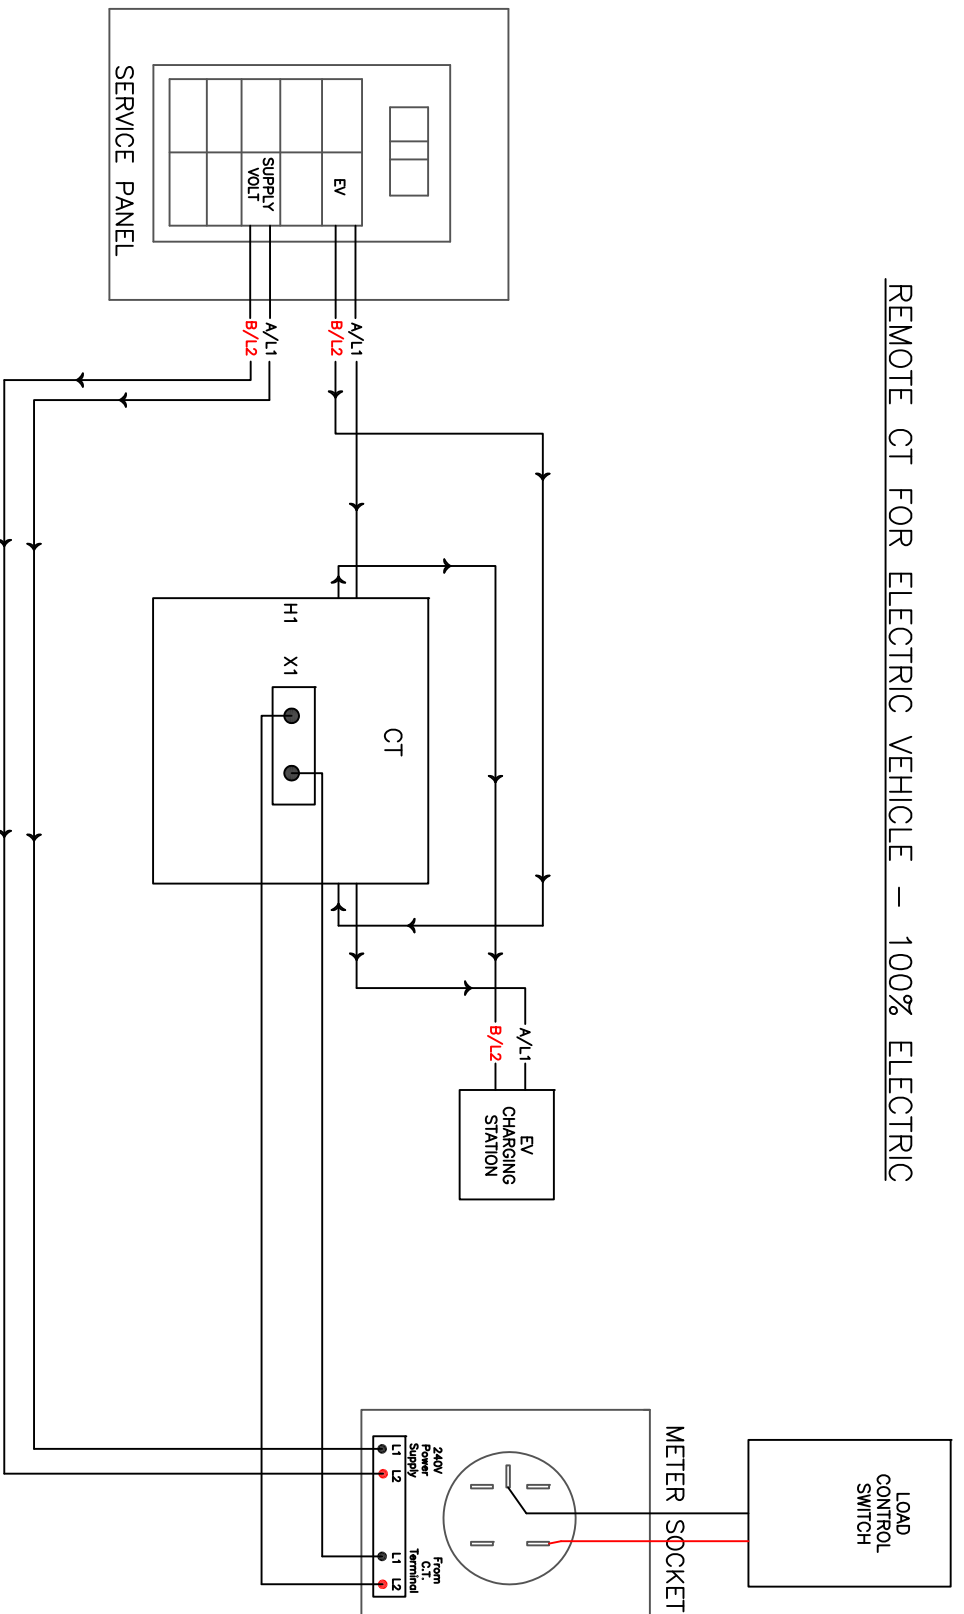 REMOTE CT FOR ELECTRIC VEHICLE - 100% ELECTRIC
SERVICE PANEL
EV
SUPPLY
VOLT
A/L1
B/L2
A/L1
B/L2
H1
X1
CT
A/L1
B/L2
EV
CHARGING
STATION
METER SOCKET
LOAD
CONTROL
SWITCH
240V
Power
Supply
L1
L2
From
C.T.
Terminal
L1
L2